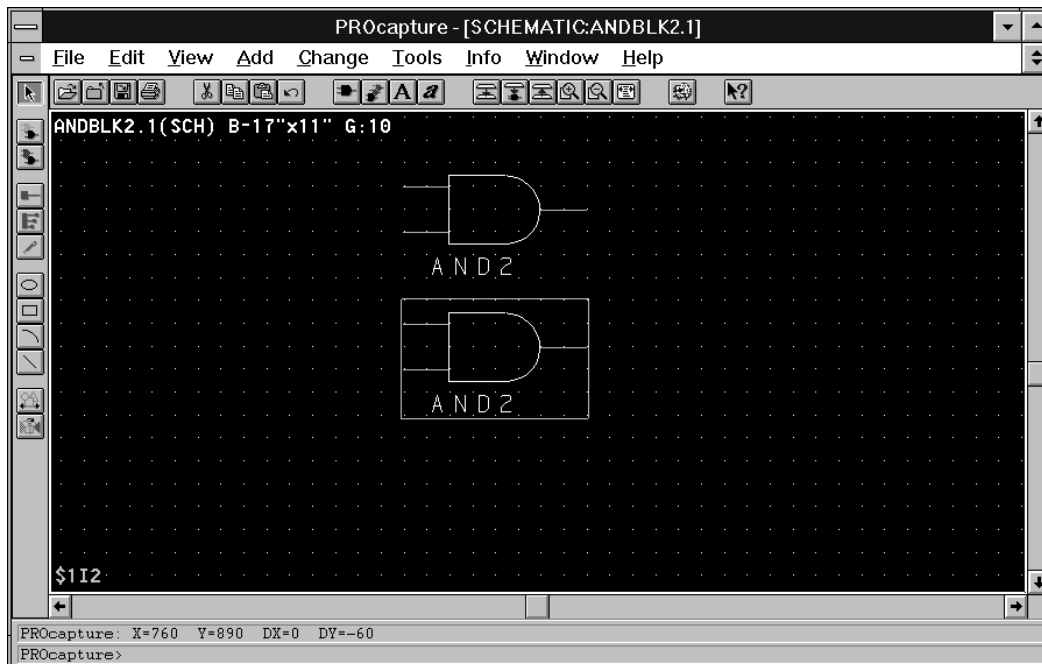 PROcapture - [SCHEMATIC:ANDBLK2.1]
File Edit View Add Change Tools Info Window Help
A a
ANDBLK2.1(SCH) B-17"x11" G:10
AND2
AND2
$1I2
PROcapture: X=760 Y=890 DX=0 DY=-60
PROcapture>